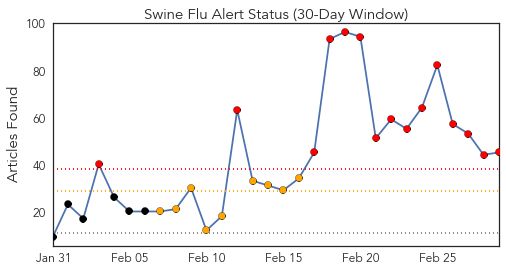 Swine Flu Alert Status (30-Day Window)
Articles Found
100
80
60
40
20
Jan 31 Feb 05 Feb 10 Feb 15 Feb 20 Feb 25